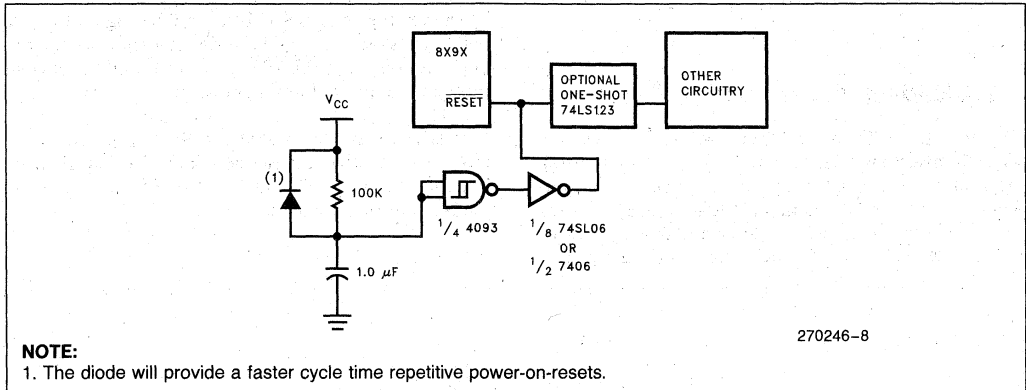 8X9X
RESET
OPTIONAL
ONE-SHOT
74LS123
OTHER
CIRCUITRY
VCC
(1)
100K
1/4 4093
1/8 74SL06
OR
1/2 7406
1.0 µF
270246-8
NOTE:
1. The diode will provide a faster cycle time repetitive power-on-resets.